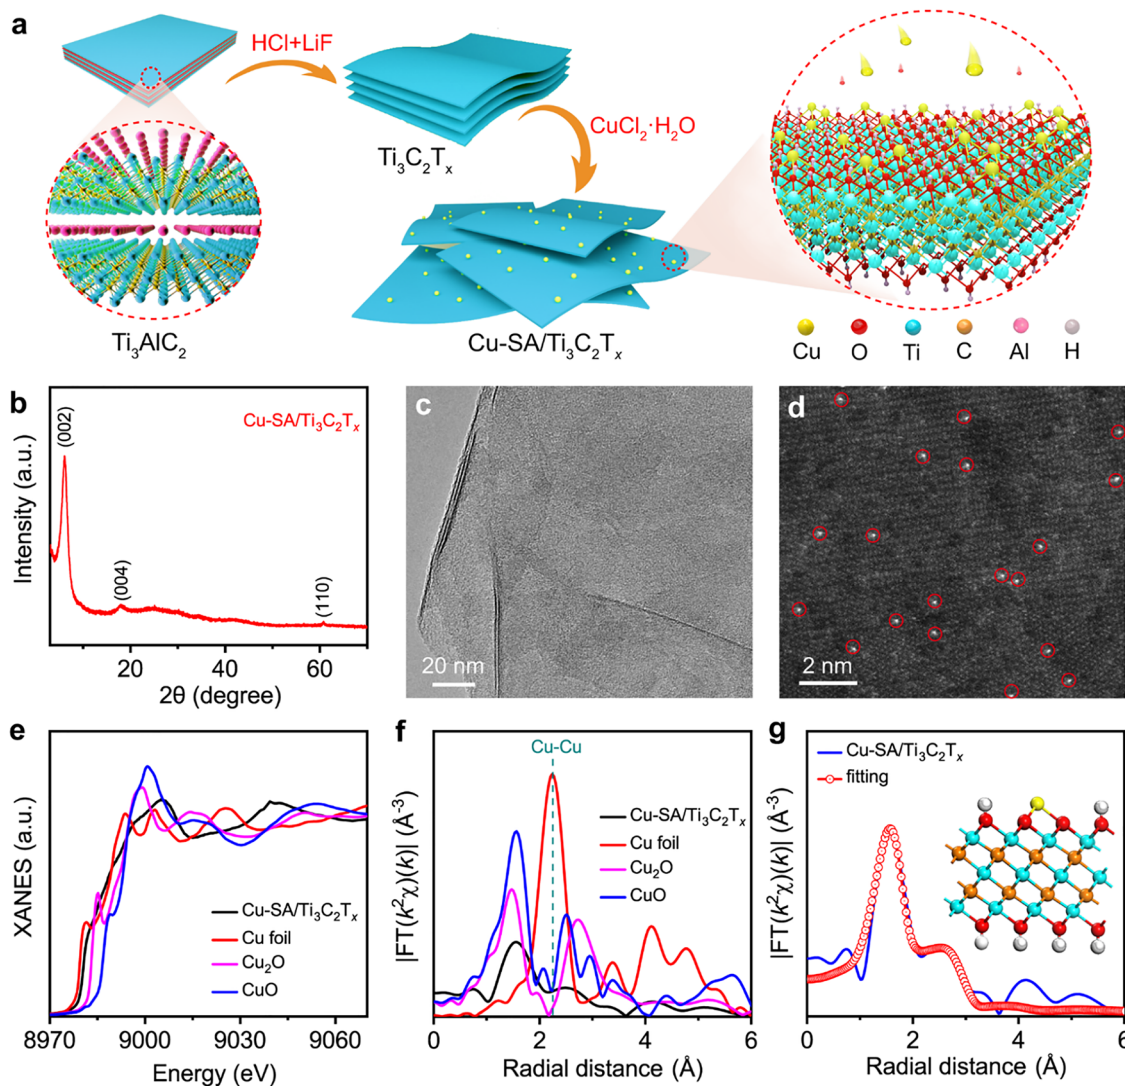 a
HCl+LiF
Ti₃C₂Tₓ
CuCl₂·H₂O
Ti₃AlC₂
Cu-SA/Ti₃C₂Tₓ
Cu O Ti C Al H
b
Cu-SA/Ti₃C₂Tₓ
(002)
(004)
(110)
Intensity (a.u.)
20 40 60
2θ (degree)
c
20 nm
d
2 nm
e
XANES (a.u.)
Cu-SA/Ti₃C₂Tₓ
Cu foil
Cu₂O
CuO
8970 9000 9030 9060
Energy (eV)
f
Cu-Cu
|FT(k²χ)(k)| (Å⁻³)
Cu-SA/Ti₃C₂Tₓ
Cu foil
Cu₂O
CuO
0 2 4 6
Radial distance (Å)
g
Cu-SA/Ti₃C₂Tₓ
fitting
|FT(k²χ)(k)| (Å⁻³)
0 2 4 6
Radial distance (Å)